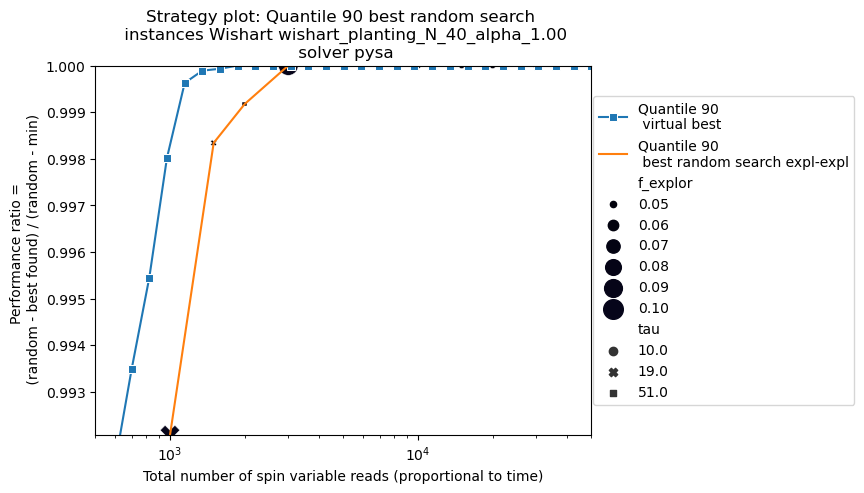 Strategy plot: Quantile 90 best random search
instances Wishart wishart_planting_N_40_alpha_1.00
solver pysa
1.000
0.999
0.998
0.997
0.996
0.995
0.994
0.993
Performance ratio =
(random - best found) / (random - min)
10^3
10^4
Total number of spin variable reads (proportional to time)
Quantile 90
virtual best
Quantile 90
best random search expl-expl
f_explor
0.05
0.06
0.07
0.08
0.09
0.10
tau
10.0
19.0
51.0